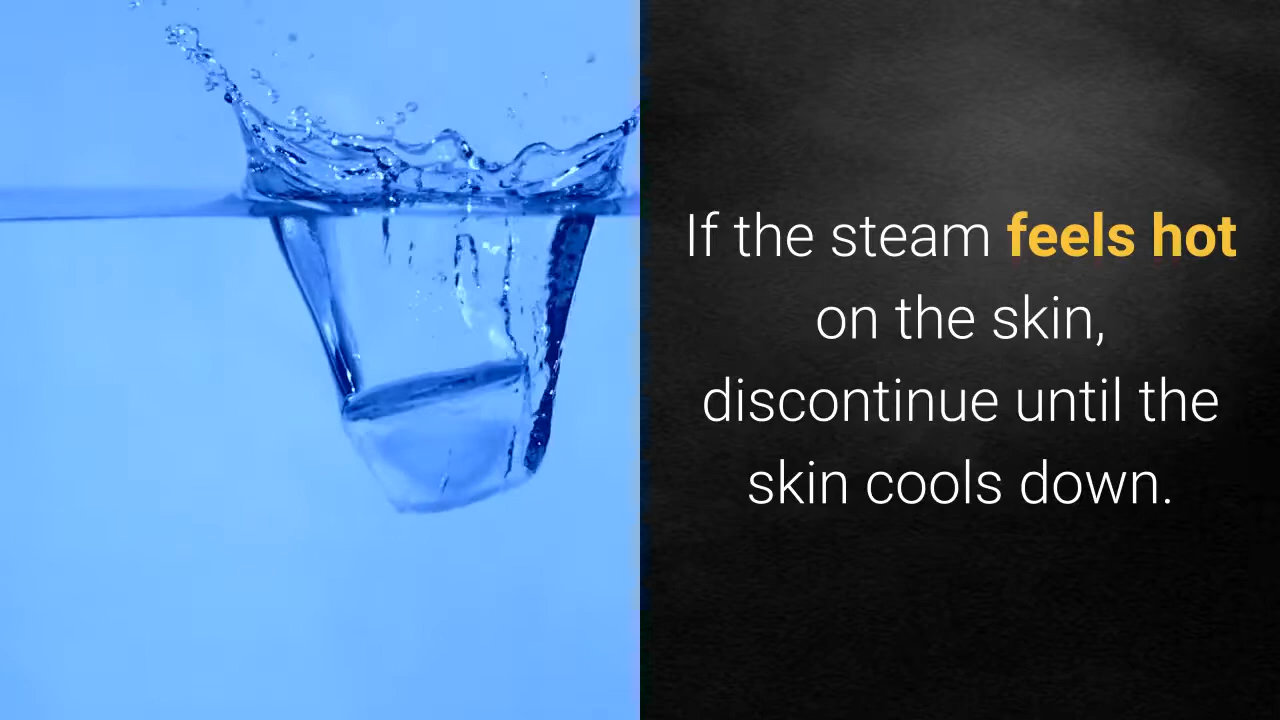 If the steam feels hot
on the skin,
discontinue until the
skin cools down.